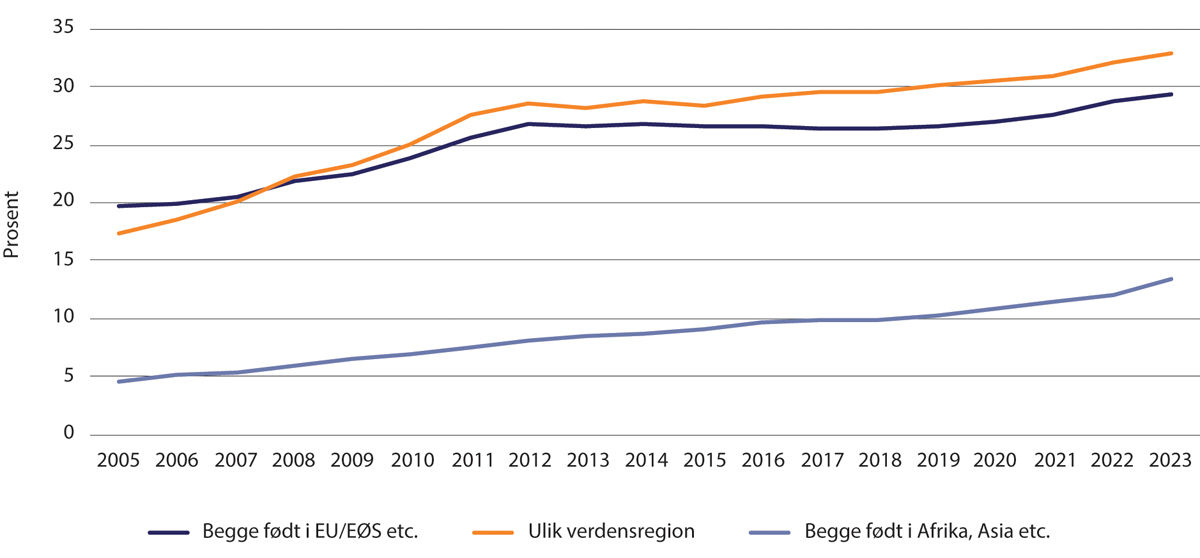 35
30
25
20
15
10
5
0
Prosent
2005 2006 2007 2008 2009 2010 2011 2012 2013 2014 2015 2016 2017 2018 2019 2020 2021 2022 2023
Begge født i EU/EØS etc. Ulik verdensregion Begge født i Afrika, Asia etc.